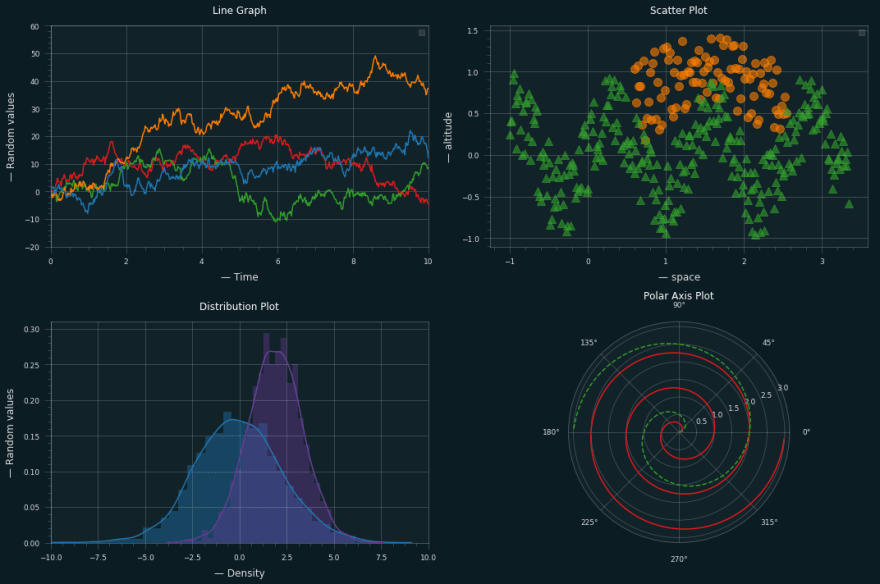 Line Graph
60
50
40
30
20
10
0
−10
−20
0 2 4 6 8 10
— Random values
— Time
Scatter Plot
1.5
1.0
0.5
0.0
−0.5
−1.0
−1 0 1 2 3
— altitude
— space
Distribution Plot
0.30
0.25
0.20
0.15
0.10
0.05
0.00
−10.0 −7.5 −5.0 −2.5 0.0 2.5 5.0 7.5 10.0
— Random values
— Density
Polar Axis Plot
90°
135° 45°
180° 0°
225° 315°
270°
0.5 1.0 1.5 2.0 2.5 3.0